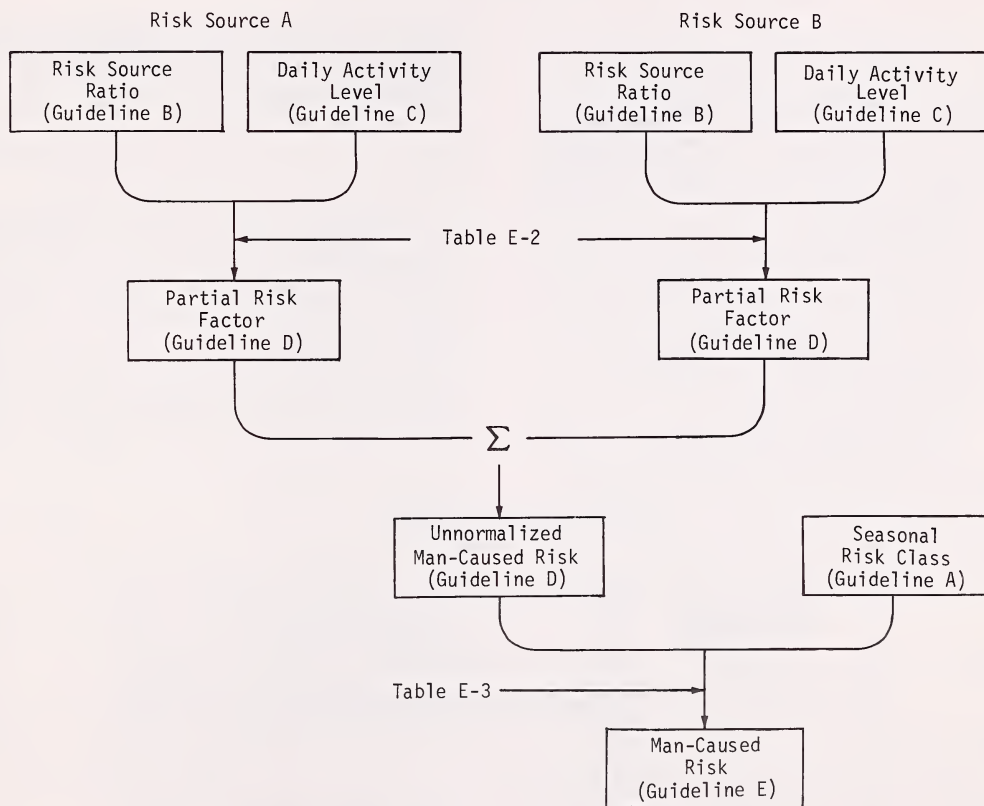 Risk Source A
Risk Source B
Risk Source
Ratio
(Guideline B)
Daily Activity
Level
(Guideline C)
Risk Source
Ratio
(Guideline B)
Daily Activity
Level
(Guideline C)
Table E-2
Partial Risk
Factor
(Guideline D)
Partial Risk
Factor
(Guideline D)
Σ
Unnormalized
Man-Caused Risk
(Guideline D)
Seasonal
Risk Class
(Guideline A)
Table E-3
Man-Caused
Risk
(Guideline E)